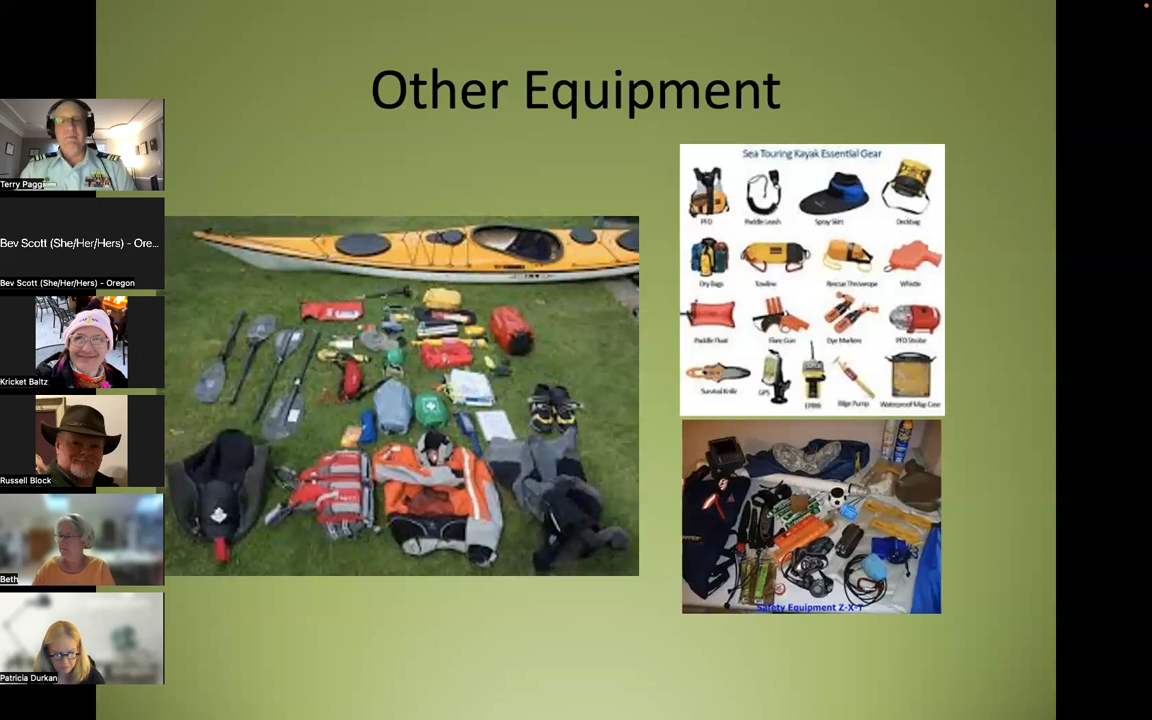 Other Equipment
Terry Paggi
Bev Scott (She/Her/Hers) - Ore...
Bev Scott (She/Her/Hers) - Oregon
Kricket Baltz
Russell Block
Beth
Patricia Durkan
Sea Touring Kayak Essential Gear
PFD Paddle Leash Spray Skirt Deckbag
Dry Bags Towline Rescue Throwrope Whistle
Paddle Float Flare Gun Dye Markers PFD Strobe
Survival Knife GPS EPIRB Bilge Pump Waterproof Map Case
Safety Equipment Z-X-T